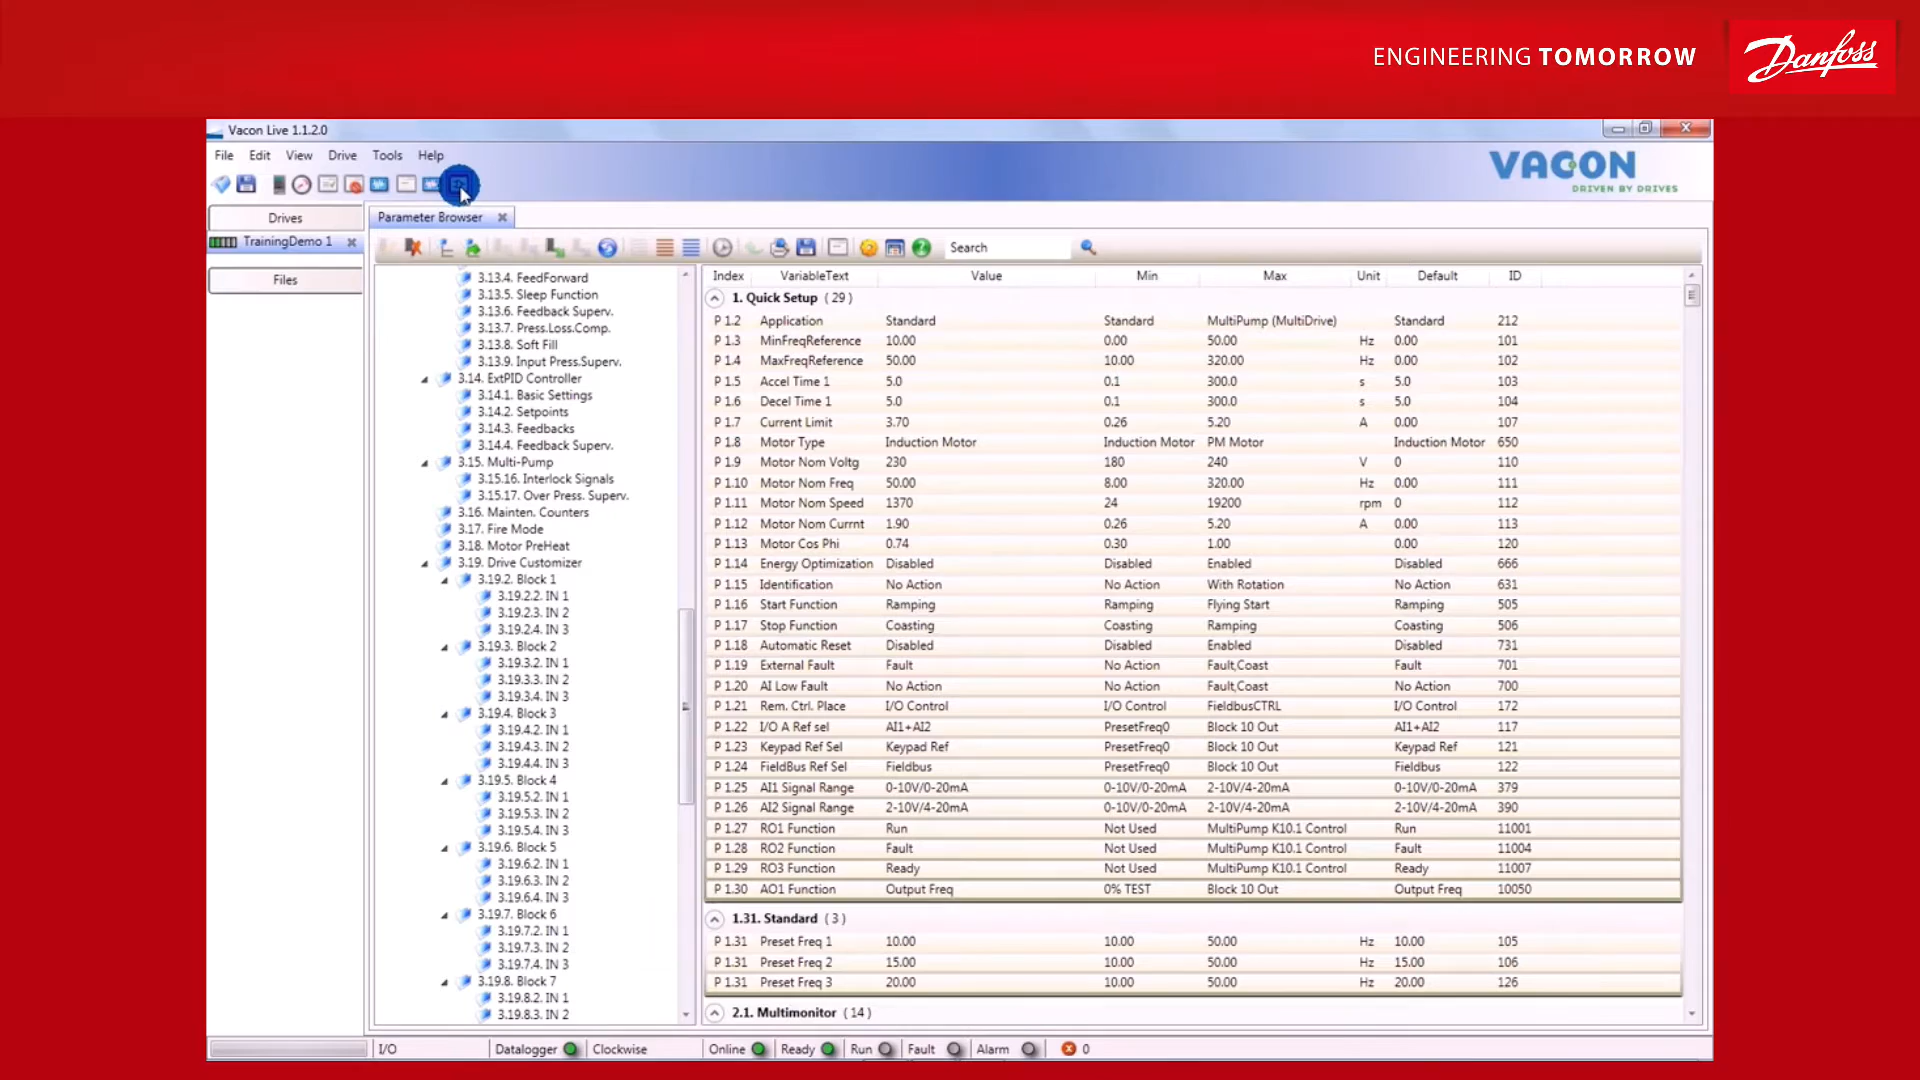 ENGINEERING TOMORROW
Danfoss
Vacon Live 1.1.2.0
File Edit View Drive Tools Help
VACON
DRIVEN BY DRIVES
Drives
TrainingDemo 1
Files
Parameter Browser
Search
3.13.4. FeedForward
3.13.5. Sleep Function
3.13.6. Feedback Superv.
3.13.7. Press.Loss.Comp.
3.13.8. Soft Fill
3.13.9. Input Press.Superv.
3.14. ExtPID Controller
3.14.1. Basic Settings
3.14.2. Setpoints
3.14.3. Feedbacks
3.14.4. Feedback Superv.
3.15. Multi-Pump
3.15.16. Interlock Signals
3.15.17. Over Press. Superv.
3.16. Mainten. Counters
3.17. Fire Mode
3.18. Motor PreHeat
3.19. Drive Customizer
3.19.2. Block 1
3.19.2.2. IN 1
3.19.2.3. IN 2
3.19.2.4. IN 3
3.19.3. Block 2
3.19.3.2. IN 1
3.19.3.3. IN 2
3.19.3.4. IN 3
3.19.4. Block 3
3.19.4.2. IN 1
3.19.4.3. IN 2
3.19.4.4. IN 3
3.19.5. Block 4
3.19.5.2. IN 1
3.19.5.3. IN 2
3.19.5.4. IN 3
3.19.6. Block 5
3.19.6.2. IN 1
3.19.6.3. IN 2
3.19.6.4. IN 3
3.19.7. Block 6
3.19.7.2. IN 1
3.19.7.3. IN 2
3.19.7.4. IN 3
3.19.8. Block 7
3.19.8.2. IN 1
3.19.8.3. IN 2
Index VariableText Value Min Max Unit Default ID
1. Quick Setup (29)
P 1.2 Application Standard Standard MultiPump (MultiDrive) Standard 212
P 1.3 MinFreqReference 10.00 0.00 50.00 Hz 0.00 101
P 1.4 MaxFreqReference 50.00 10.00 320.00 Hz 0.00 102
P 1.5 Accel Time 1 5.0 0.1 300.0 s 5.0 103
P 1.6 Decel Time 1 5.0 0.1 300.0 s 5.0 104
P 1.7 Current Limit 3.70 0.26 5.20 A 0.00 107
P 1.8 Motor Type Induction Motor Induction Motor PM Motor Induction Motor 650
P 1.9 Motor Nom Voltg 230 180 240 V 0 110
P 1.10 Motor Nom Freq 50.00 8.00 320.00 Hz 0.00 111
P 1.11 Motor Nom Speed 1370 24 19200 rpm 0 112
P 1.12 Motor Nom Currnt 1.90 0.26 5.20 A 0.00 113
P 1.13 Motor Cos Phi 0.74 0.30 1.00 0.00 120
P 1.14 Energy Optimization Disabled Disabled Enabled Disabled 666
P 1.15 Identification No Action No Action With Rotation No Action 631
P 1.16 Start Function Ramping Ramping Flying Start Ramping 505
P 1.17 Stop Function Coasting Coasting Ramping Coasting 506
P 1.18 Automatic Reset Disabled Disabled Enabled Disabled 731
P 1.19 External Fault Fault No Action Fault,Coast Fault 701
P 1.20 AI Low Fault No Action No Action Fault,Coast No Action 700
P 1.21 Rem. Ctrl. Place I/O Control I/O Control FieldbusCTRL I/O Control 172
P 1.22 I/O A Ref sel AI1+AI2 PresetFreq0 Block 10 Out AI1+AI2 117
P 1.23 Keypad Ref Sel Keypad Ref PresetFreq0 Block 10 Out Keypad Ref 121
P 1.24 FieldBus Ref Sel Fieldbus PresetFreq0 Block 10 Out Fieldbus 122
P 1.25 AI1 Signal Range 0-10V/0-20mA 0-10V/0-20mA 2-10V/4-20mA 0-10V/0-20mA 379
P 1.26 AI2 Signal Range 2-10V/4-20mA 0-10V/0-20mA 2-10V/4-20mA 2-10V/4-20mA 390
P 1.27 RO1 Function Run Not Used MultiPump K10.1 Control Run 11001
P 1.28 RO2 Function Fault Not Used MultiPump K10.1 Control Fault 11004
P 1.29 RO3 Function Ready Not Used MultiPump K10.1 Control Ready 11007
P 1.30 AO1 Function Output Freq 0% TEST Block 10 Out Output Freq 10050
1.31. Standard (3)
P 1.31 Preset Freq 1 10.00 10.00 50.00 Hz 10.00 105
P 1.31 Preset Freq 2 15.00 10.00 50.00 Hz 15.00 106
P 1.31 Preset Freq 3 20.00 10.00 50.00 Hz 20.00 126
2.1. Multimonitor (14)
I/O Datalogger Clockwise Online Ready Run Fault Alarm 0